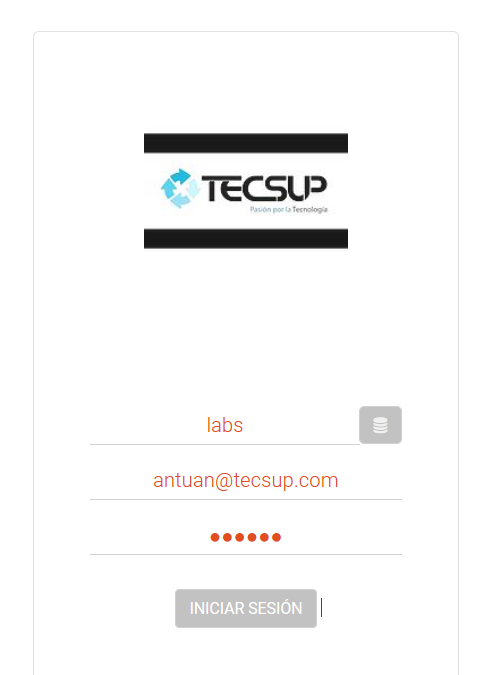 TECSUP
Pasión por la Tecnología
labs
antuan@tecsup.com
••••••
INICIAR SESIÓN